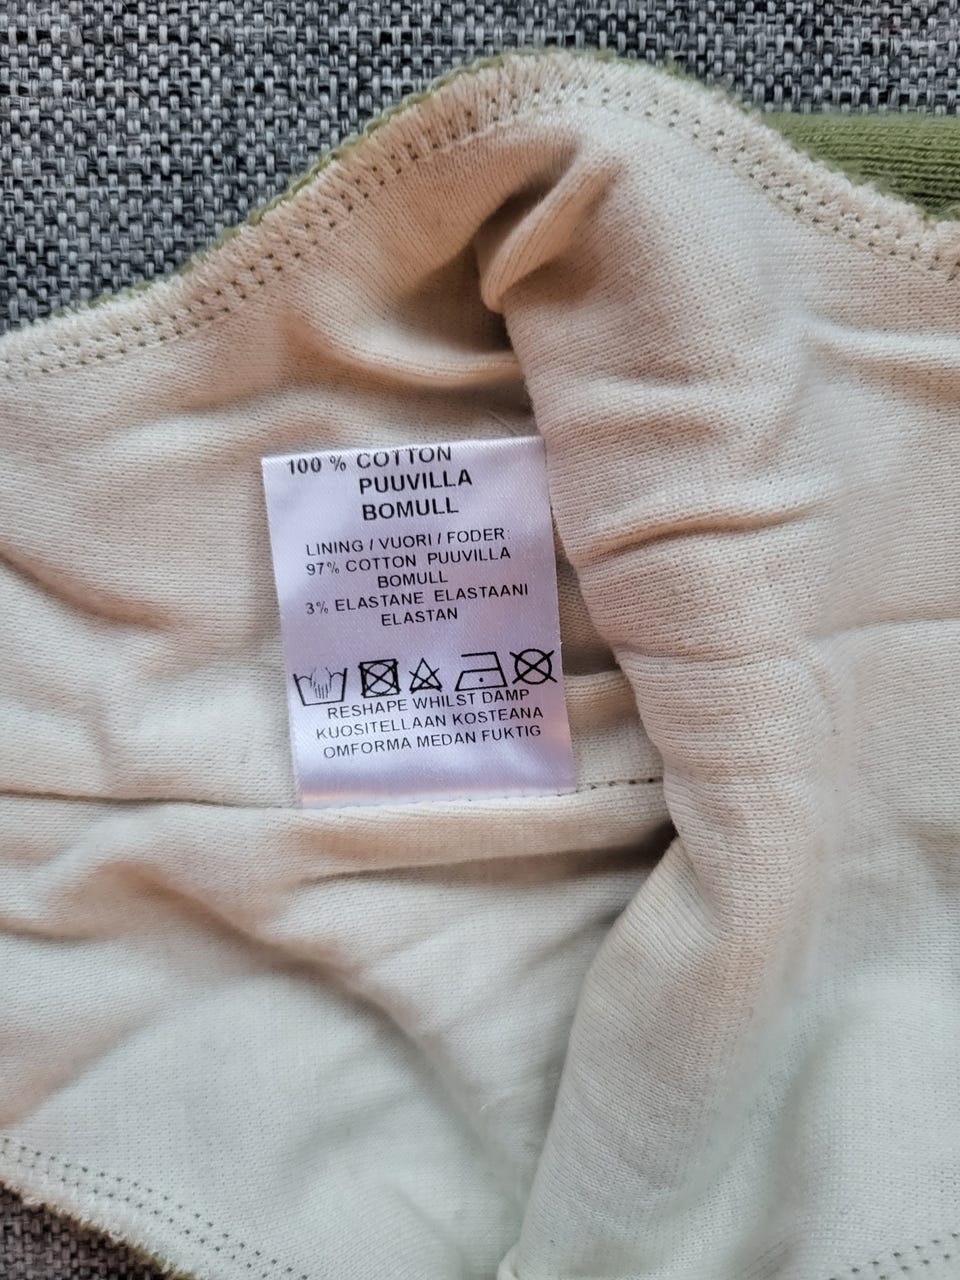 100 % COTTON
PUUVILLA
BOMULL
LINING / VUORI / FODER:
97% COTTON PUUVILLA
BOMULL
3% ELASTANE ELASTAANI
ELASTAN
RESHAPE WHILST DAMP
KUOSITELLAAN KOSTEANA
OMFORMA MEDAN FUKTIG